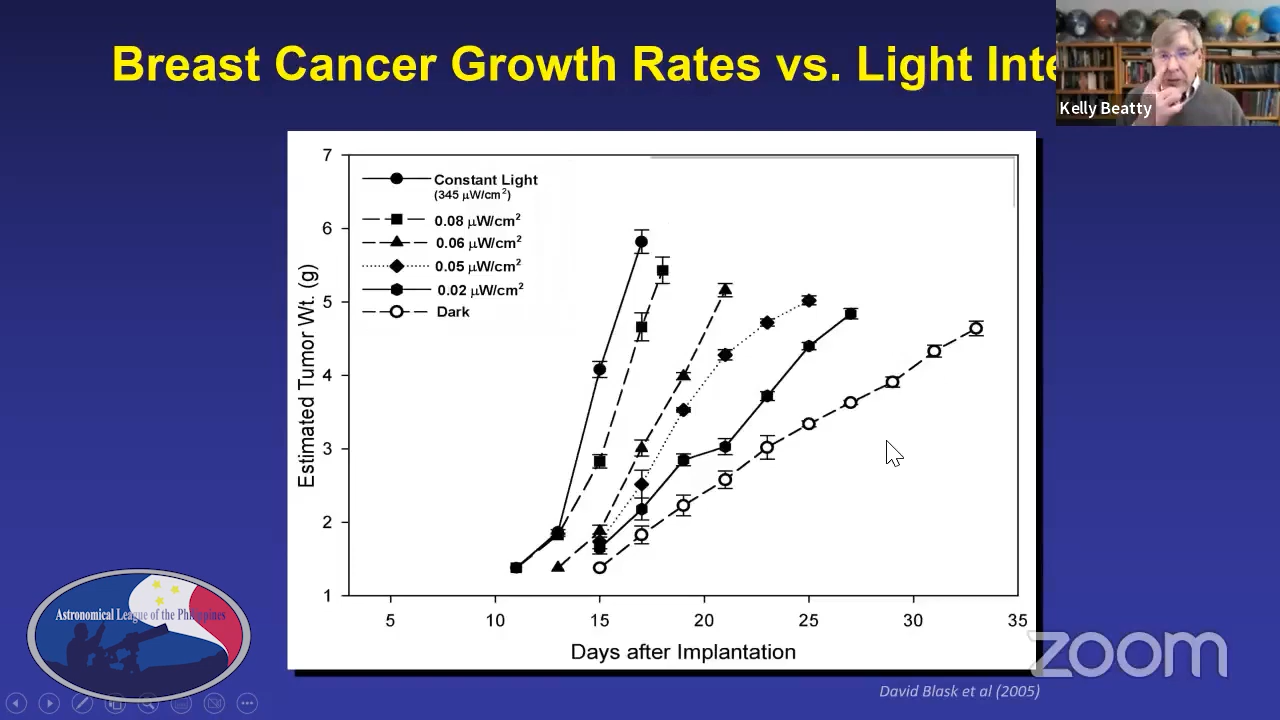 Breast Cancer Growth Rates vs. Light Inte
Kelly Beatty
7
6
5
4
3
2
1
Estimated Tumor Wt. (g)
Constant Light
(345 μW/cm²)
0.08 μW/cm²
0.06 μW/cm²
0.05 μW/cm²
0.02 μW/cm²
Dark
5 10 15 20 25 30 35
Days after Implantation
Astronomical League of the Philippines
zoom
David Blask et al (2005)